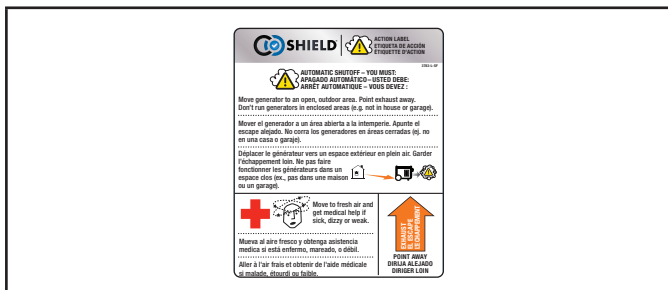 CO SHIELD
ACTION LABEL
ETIQUETA DE ACCIÓN
ÉTIQUETTE D'ACTION
AUTOMATIC SHUTOFF – YOU MUST:
APAGADO AUTOMÁTICO – USTED DEBE:
ARRÊT AUTOMATIQUE – VOUS DEVEZ :
Move generator to an open, outdoor area. Point exhaust away.
Don't run generators in enclosed areas (e.g. not in house or garage).
Mover el generador a un área abierta a la intemperie. Apunte el
escape alejado. No corra los generadores en áreas cerradas (ej. no
en una casa o garaje).
Déplacer le générateur vers un espace extérieur en plein air. Garder
l'échappement loin. Ne pas faire
fonctionner les générateurs dans un
espace clos (ex., pas dans une maison
ou un garage).
Move to fresh air and
get medical help if
sick, dizzy or weak.
Mueva al aire fresco y obtenga asistencia
medica si está enfermo, mareado, o débil.
Aller à l'air frais et obtenir de l'aide médicale
si malade, étourdi ou faible.
EXHAUST
EL ESCAPE
L'ÉCHAPPEMENT
POINT AWAY
DIRIJA ALEJADO
DIRIGER LOIN